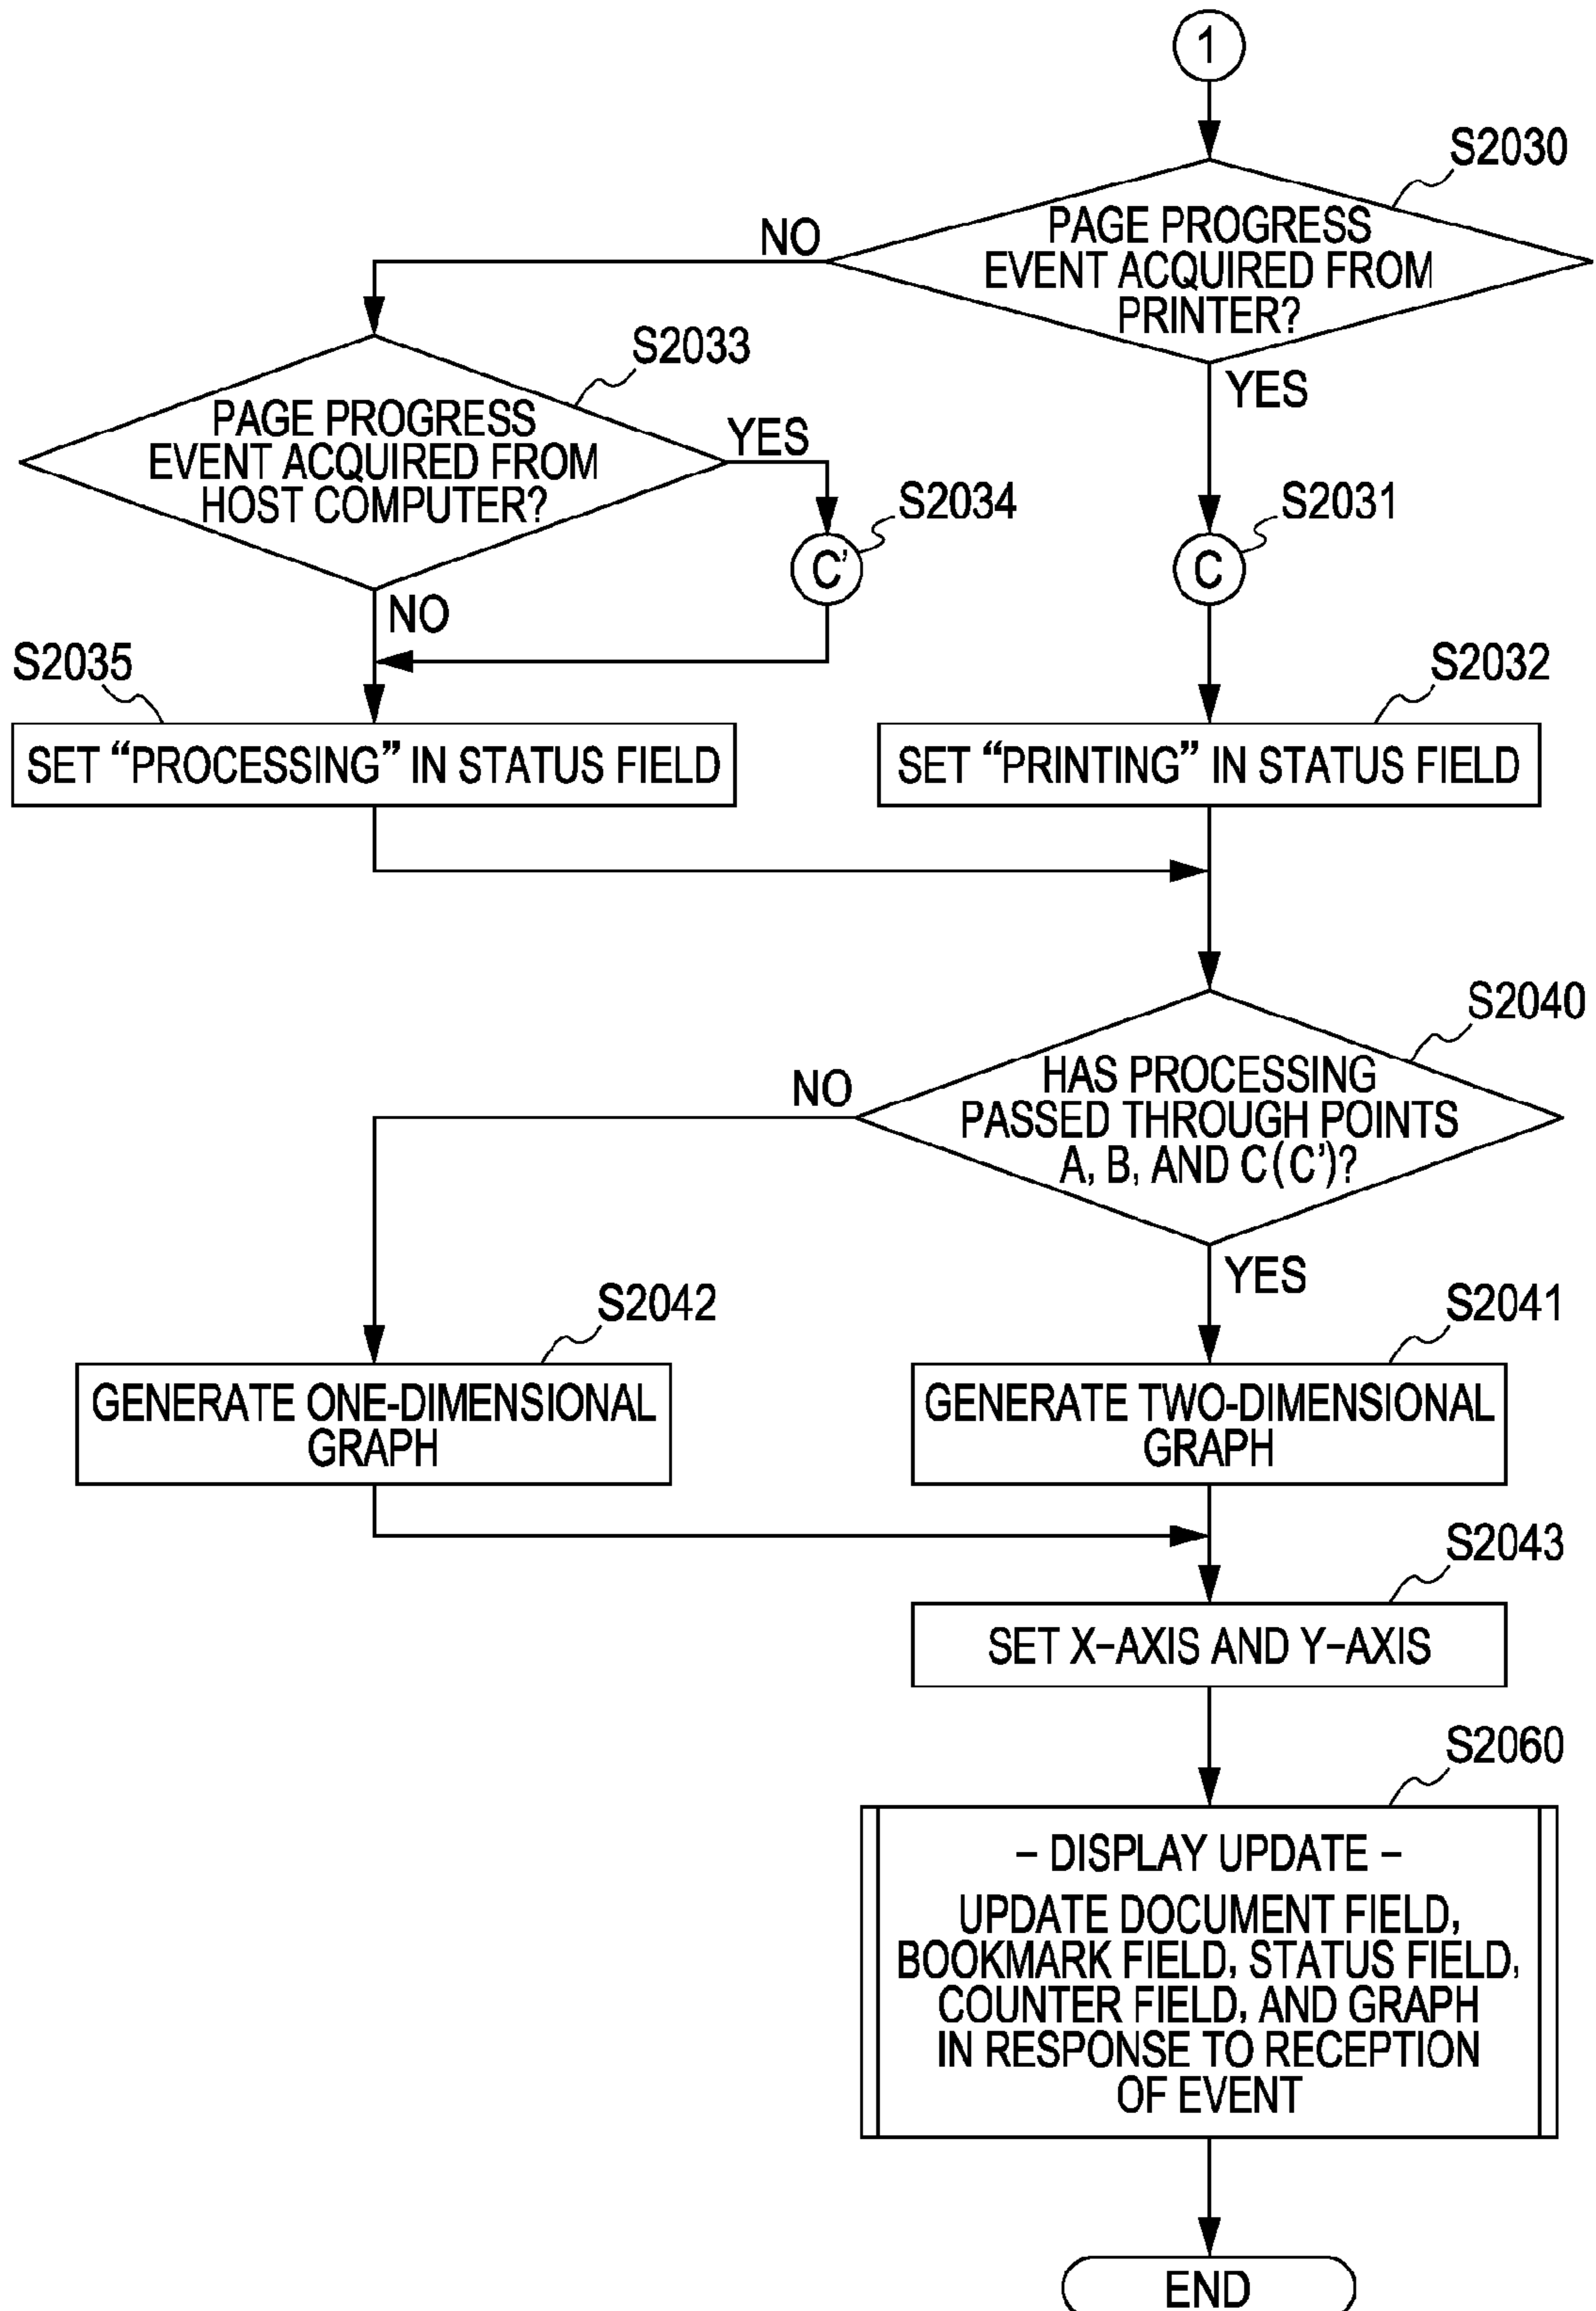 1
S2030
PAGE PROGRESS
EVENT ACQUIRED FROM
PRINTER?
NO
YES
S2033
PAGE PROGRESS
EVENT ACQUIRED FROM
HOST COMPUTER?
YES
NO
S2034
C'
S2031
C
S2035
SET “PROCESSING” IN STATUS FIELD
S2032
SET “PRINTING” IN STATUS FIELD
S2040
HAS PROCESSING
PASSED THROUGH POINTS
A, B, AND C(C')?
NO
YES
S2042
GENERATE ONE-DIMENSIONAL
GRAPH
S2041
GENERATE TWO-DIMENSIONAL
GRAPH
S2043
SET X-AXIS AND Y-AXIS
S2060
– DISPLAY UPDATE –
UPDATE DOCUMENT FIELD,
BOOKMARK FIELD, STATUS FIELD,
COUNTER FIELD, AND GRAPH
IN RESPONSE TO RECEPTION
OF EVENT
END